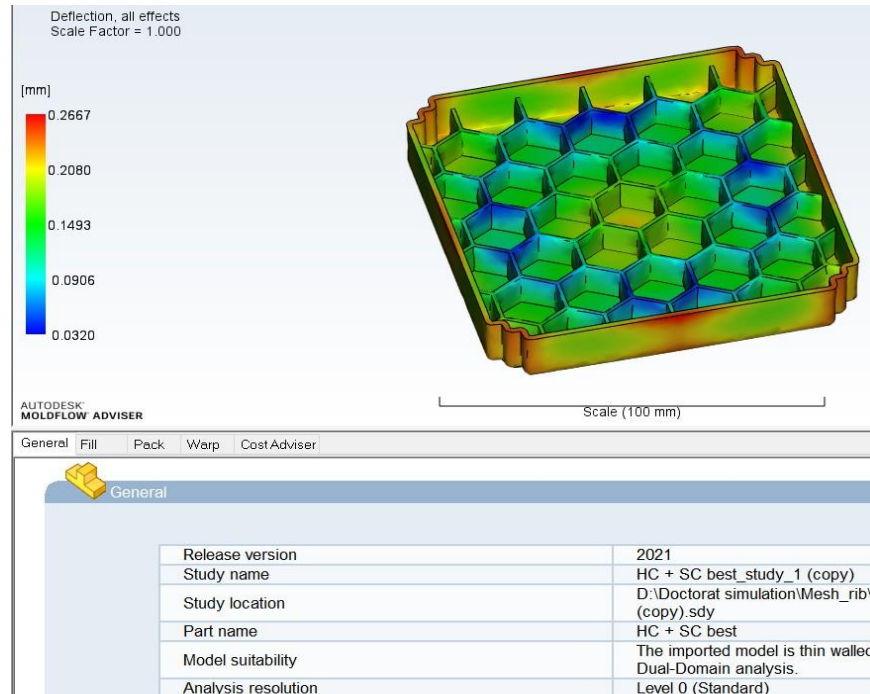 Deflection, all effects
Scale Factor = 1.000
[mm]
0.2667
0.2080
0.1493
0.0906
0.0320
AUTODESK
MOLDFLOW ADVISER
Scale (100 mm)
General Fill Pack Warp Cost Adviser
General
Release version 2021
Study name HC + SC best_study_1 (copy)
Study location D:\Doctorat simulation\Mesh_rib\
(copy).sdy
Part name HC + SC best
Model suitability The imported model is thin walled
Dual-Domain analysis.
Analysis resolution Level 0 (Standard)